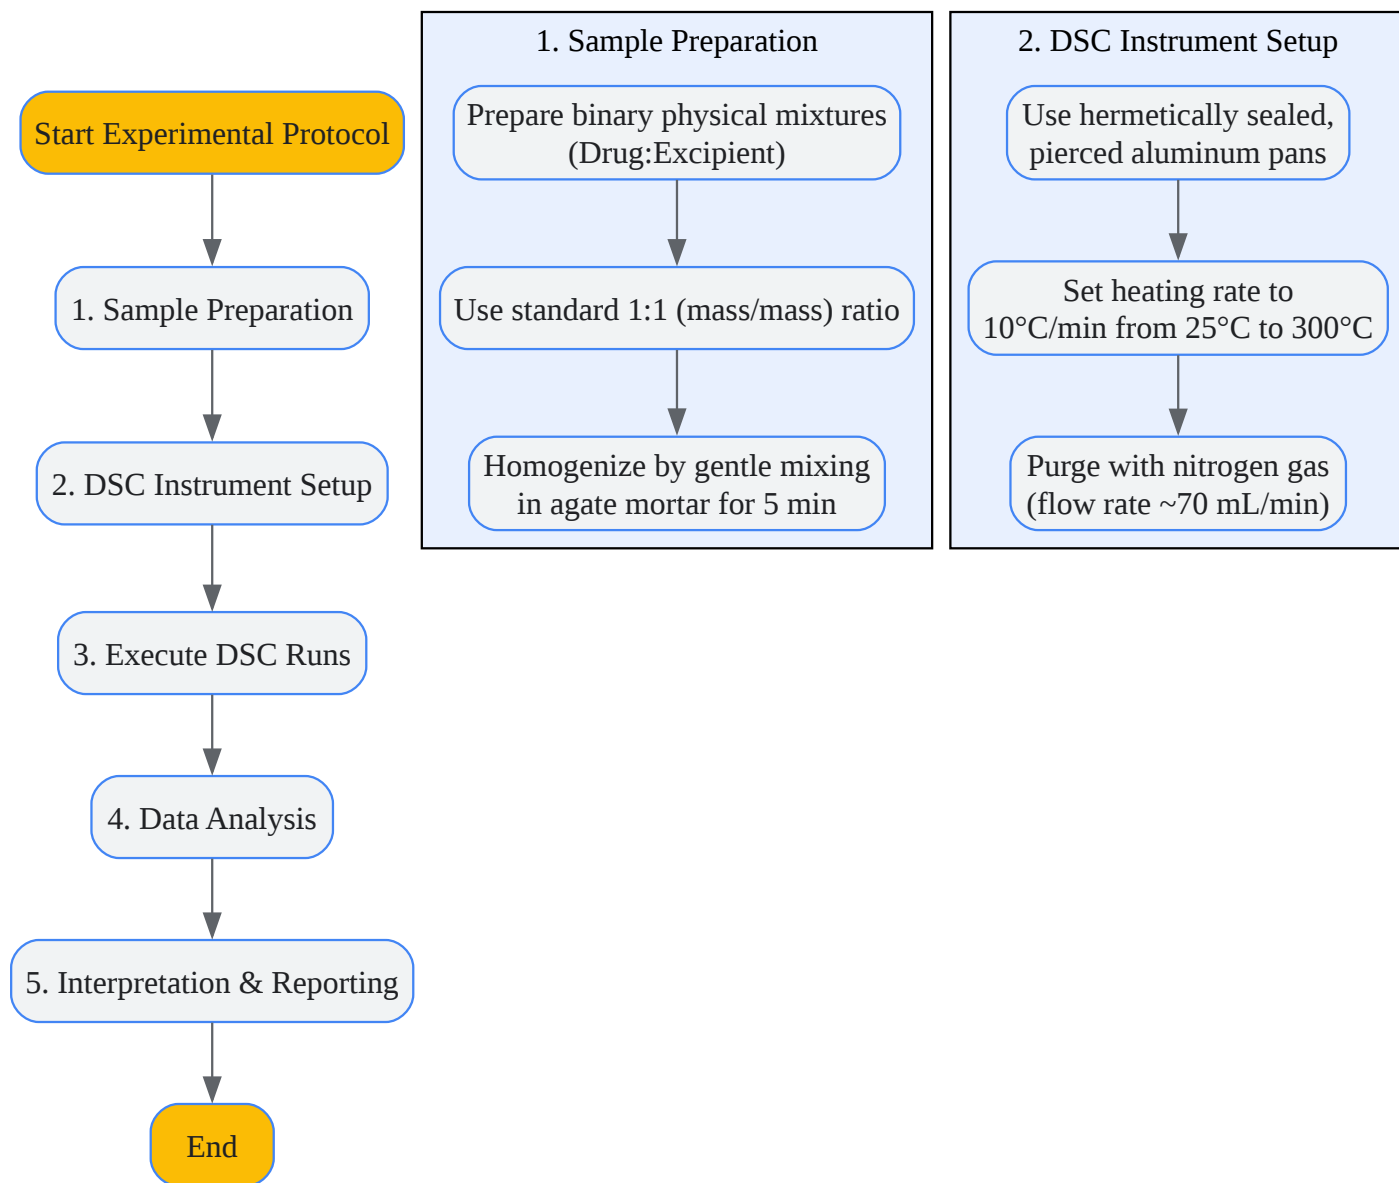 Start Experimental Protocol
1. Sample Preparation
2. DSC Instrument Setup
3. Execute DSC Runs
4. Data Analysis
5. Interpretation & Reporting
End
1. Sample Preparation
Prepare binary physical mixtures
(Drug:Excipient)
Use standard 1:1 (mass/mass) ratio
Homogenize by gentle mixing
in agate mortar for 5 min
2. DSC Instrument Setup
Use hermetically sealed,
pierced aluminum pans
Set heating rate to
10°C/min from 25°C to 300°C
Purge with nitrogen gas
(flow rate ~70 mL/min)